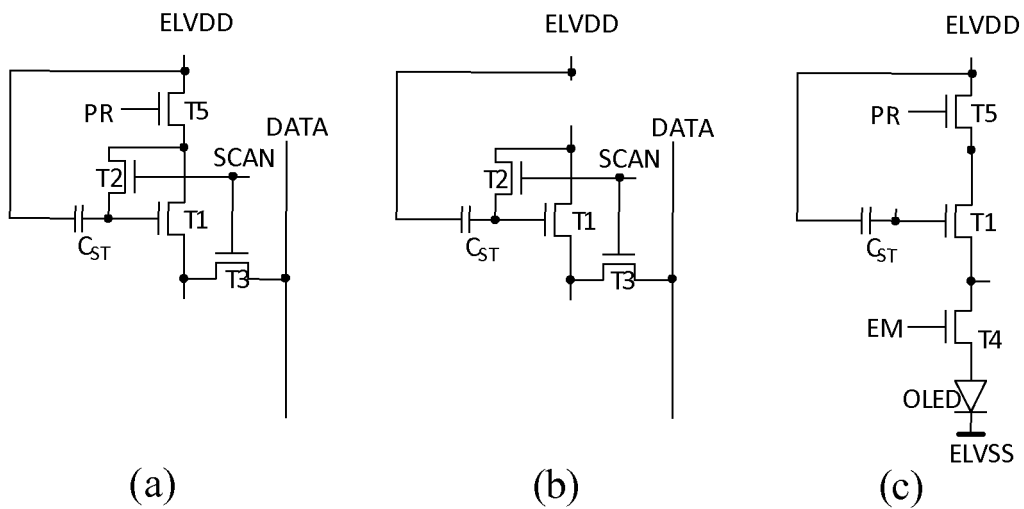 ELVDD
PR
T5
DATA
T2
SCAN
T1
CST
T3
(a)
ELVDD
DATA
SCAN
T2
T1
CST
T3
(b)
ELVDD
PR
T5
T1
CST
EM
T4
OLED
ELVSS
(c)